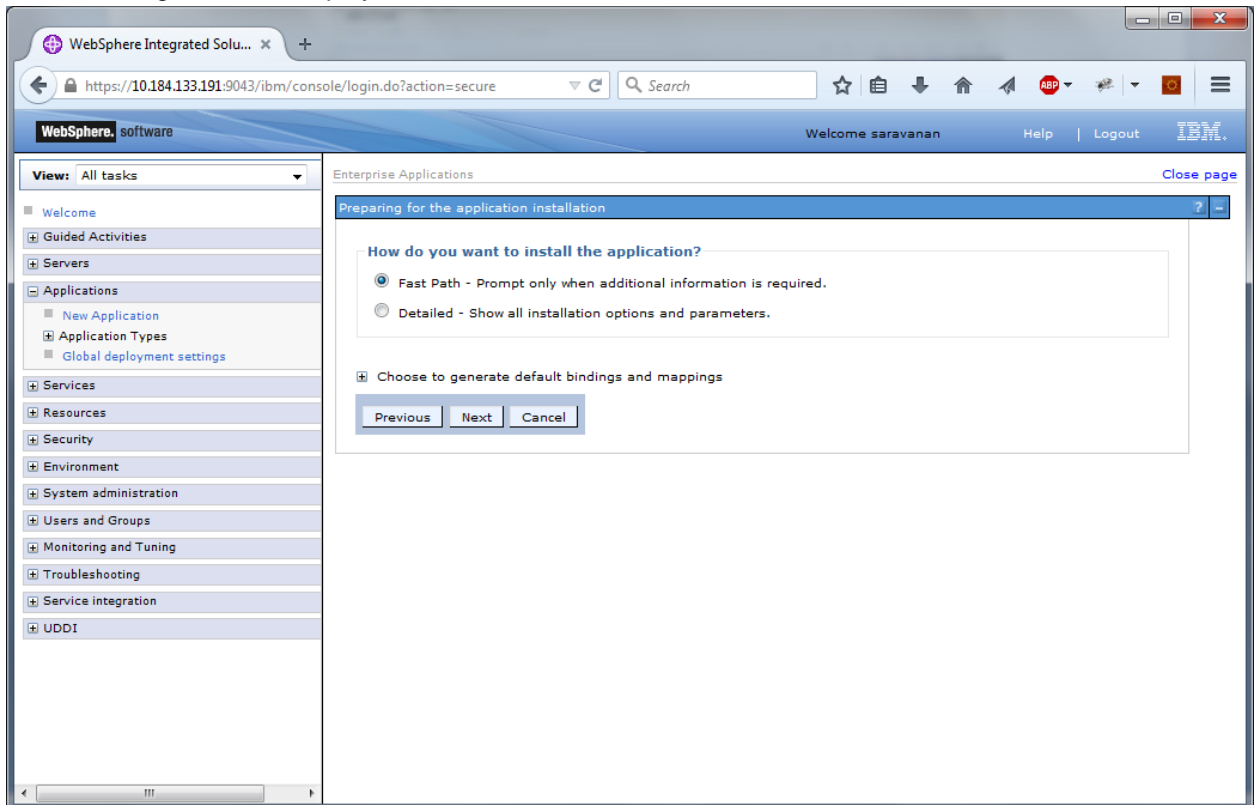 WebSphere Integrated Solu... × +
https://10.184.133.191:9043/ibm/console/login.do?action=secure
Search
ABP
WebSphere. software
Welcome saravanan
Help | Logout
IBM.
View: All tasks
Welcome
Guided Activities
Servers
Applications
New Application
Application Types
Global deployment settings
Services
Resources
Security
Environment
System administration
Users and Groups
Monitoring and Tuning
Troubleshooting
Service integration
UDDI
Enterprise Applications
Close page
Preparing for the application installation
? -
How do you want to install the application?
Fast Path - Prompt only when additional information is required.
Detailed - Show all installation options and parameters.
Choose to generate default bindings and mappings
Previous Next Cancel